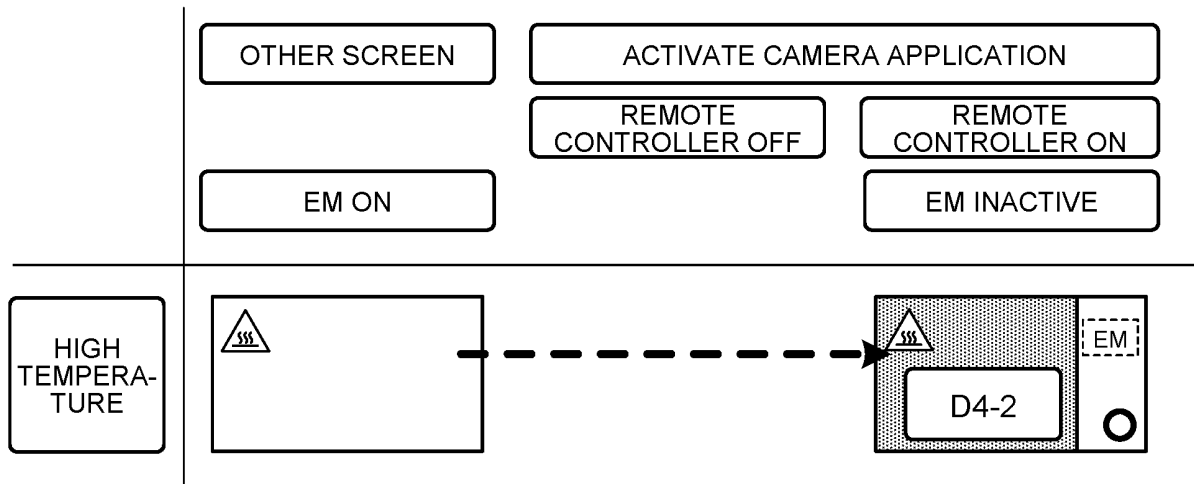 OTHER SCREEN
ACTIVATE CAMERA APPLICATION
REMOTE
CONTROLLER OFF
REMOTE
CONTROLLER ON
EM ON
EM INACTIVE
HIGH
TEMPERA-
TURE
EM
D4-2